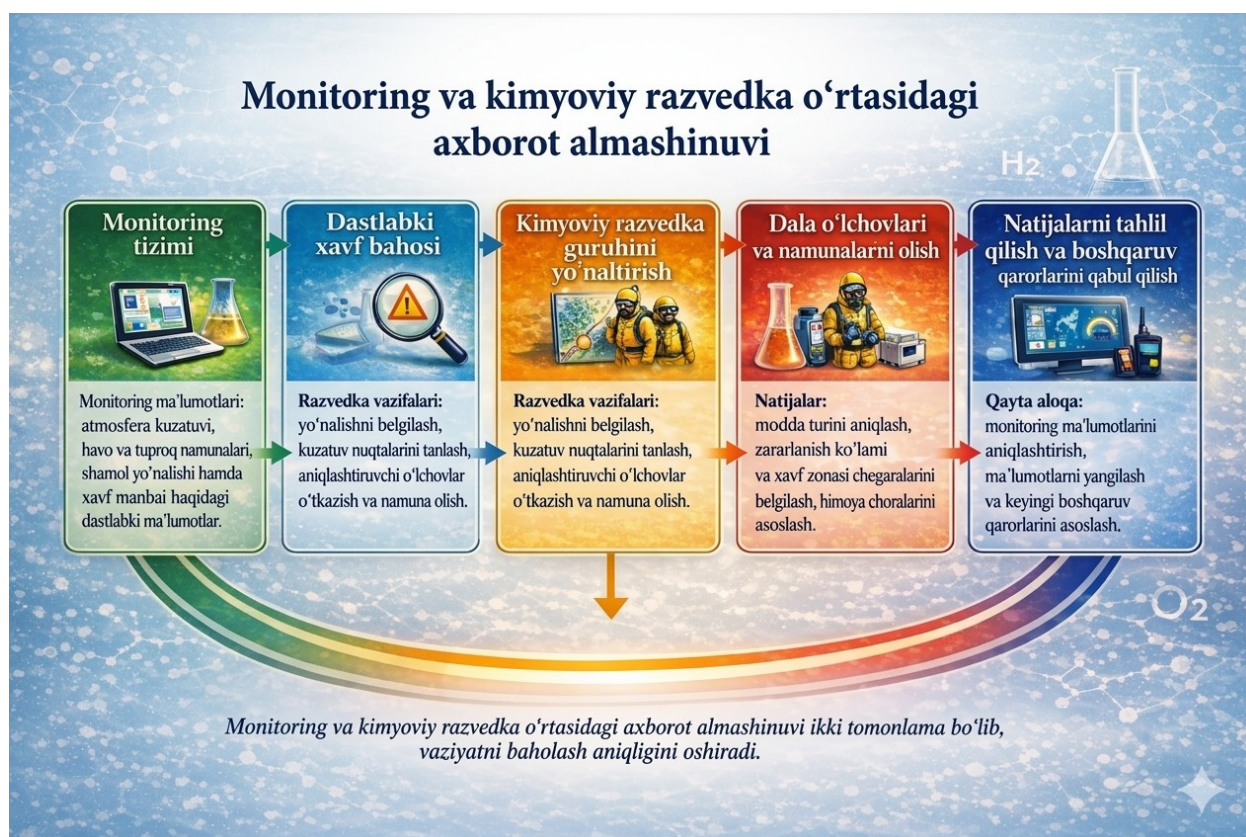 Monitoring va kimyoviy razvedka o‘rtasidagi
axborot almashinuvi
H2
Monitoring
tizimi
Monitoring ma’lumotlari:
atmosfera kuzatuvi,
havo va tuproq namunalari,
shamol yo‘nalishi hamda
xavf manbai haqidagi
dastlabki ma’lumotlar.
Dastlabki
xavf bahosi
Razvedka vazifalari:
yo‘nalishni belgilash,
kuzatuv nuqtalarini tanlash,
aniqlashtiruvchi o‘lchovlar
o‘tkazish va namuna olish.
Kimyoviy razvedka
guruhini
yo’naltirish
Razvedka vazifalari:
yo‘nalishni belgilash,
kuzatuv nuqtalarini tanlash,
aniqlashtiruvchi o‘lchovlar
o‘tkazish va namuna olish.
Dala o‘lchovlari
va namunalarni olish
Natijalar:
modda turini aniqlash,
zararlanish ko‘lami
va xavf zonasi chegaralarini
belgilash, himoya choralarini
asoslash.
Natijalarni tahlil
qilish va boshqaruv
qarorlarini qabul qilish
Qayta aloqa:
monitoring ma’lumotlarini
aniqlashtirish,
ma’lumotlarni yangilash
va keyingi boshqaruv
qarorlarini asoslash.
O2
Monitoring va kimyoviy razvedka o‘rtasidagi axborot almashinuvi ikki tomonlama bo‘lib,
vaziyatni baholash aniqligini oshiradi.